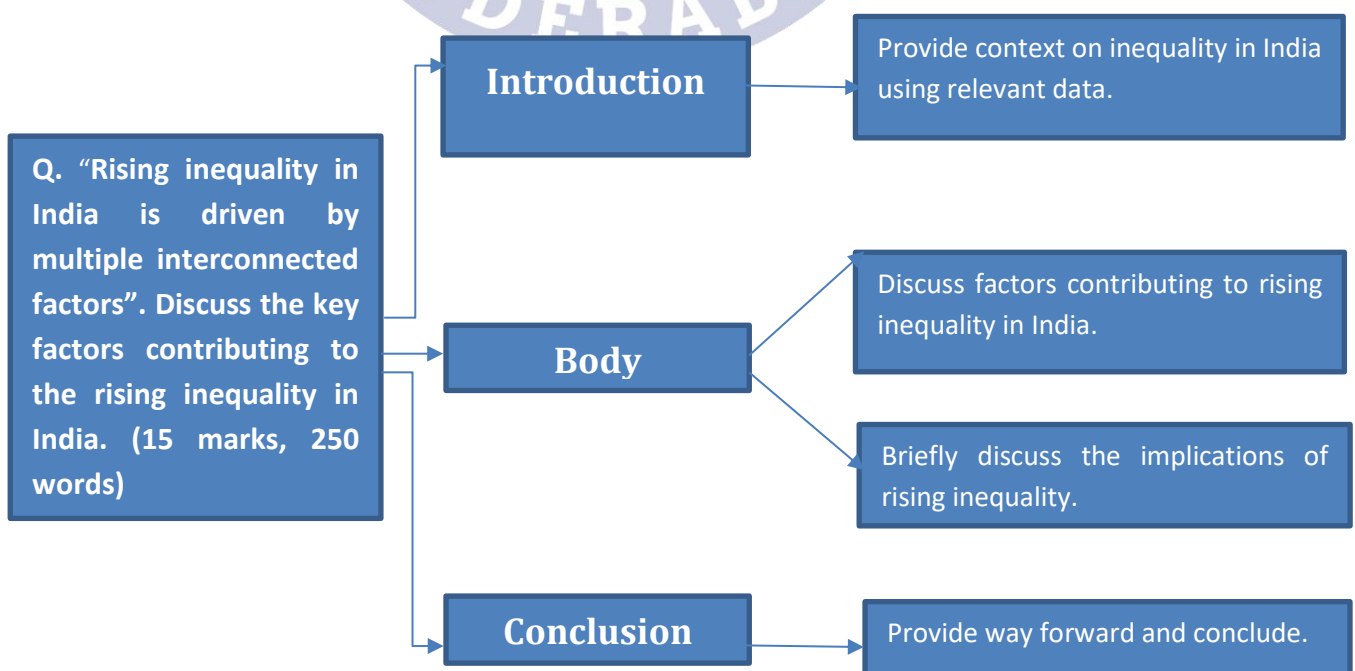 DERAB
Introduction
Provide context on inequality in India
using relevant data.
Q. “Rising inequality in
India is driven by
multiple interconnected
factors”. Discuss the key
factors contributing to
the rising inequality in
India. (15 marks, 250
words)
Body
Discuss factors contributing to rising
inequality in India.
Briefly discuss the implications of
rising inequality.
Conclusion
Provide way forward and conclude.